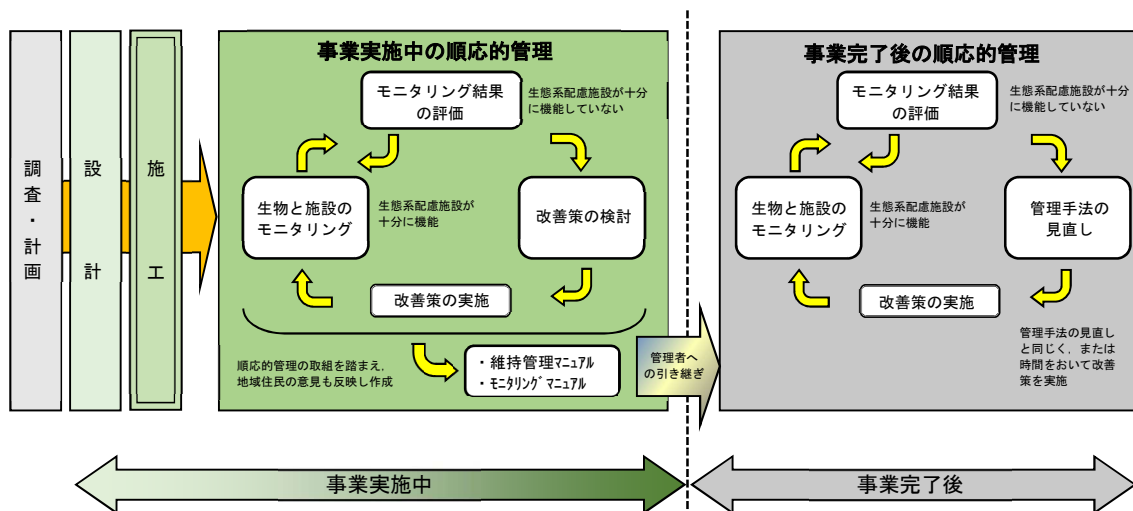 調査・計画
設計
施工
事業実施中の順応的管理
モニタリング結果
の評価
生態系配慮施設が十分
に機能していない
生物と施設の
モニタリング
生態系配慮施設が
十分に機能
改善策の検討
改善策の実施
順応的管理の取組を踏まえ,
地域住民の意見も反映し作成
・維持管理ﾏﾆｭｱﾙ
・ﾓﾆﾀﾘﾝｸﾞﾏﾆｭｱﾙ
管理者へ
の引き継ぎ
事業完了後の順応的管理
モニタリング結果
の評価
生態系配慮施設が十分
に機能していない
生物と施設の
モニタリング
生態系配慮施設が
十分に機能
管理手法の
見直し
改善策の実施
管理手法の見直し
と同じく, または
時間をおいて改善
策を実施
事業実施中
事業完了後